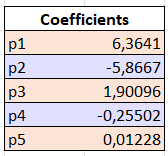 Coefficients
p1 6,3641
p2 -5,8667
p3 1,90096
p4 -0,25502
p5 0,01228